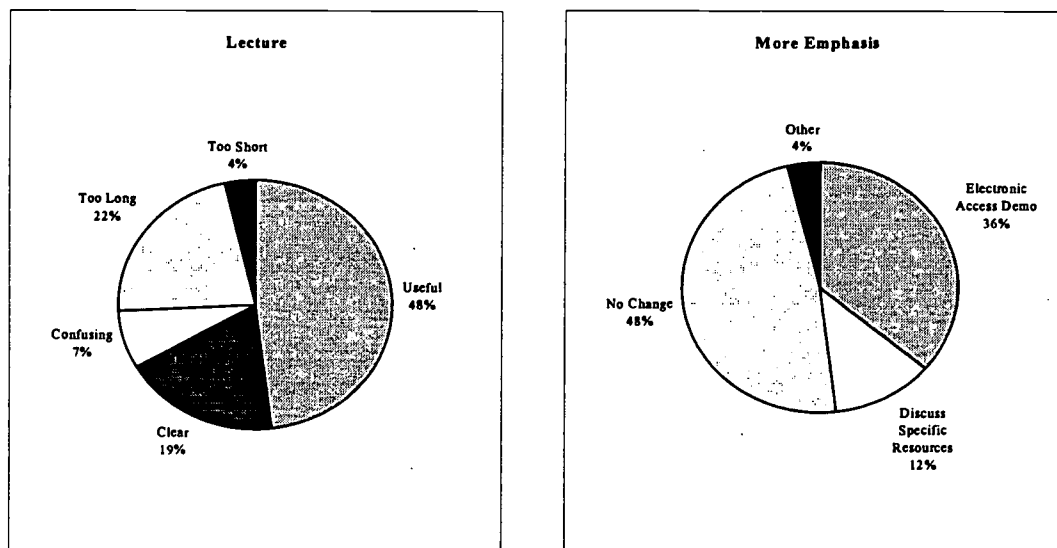 Lecture
Too Short
4%
Too Long
22%
Useful
48%
Confusing
7%
Clear
19%
More Emphasis
Other
4%
Electronic
Access Demo
36%
No Change
48%
Discuss
Specific
Resources
12%